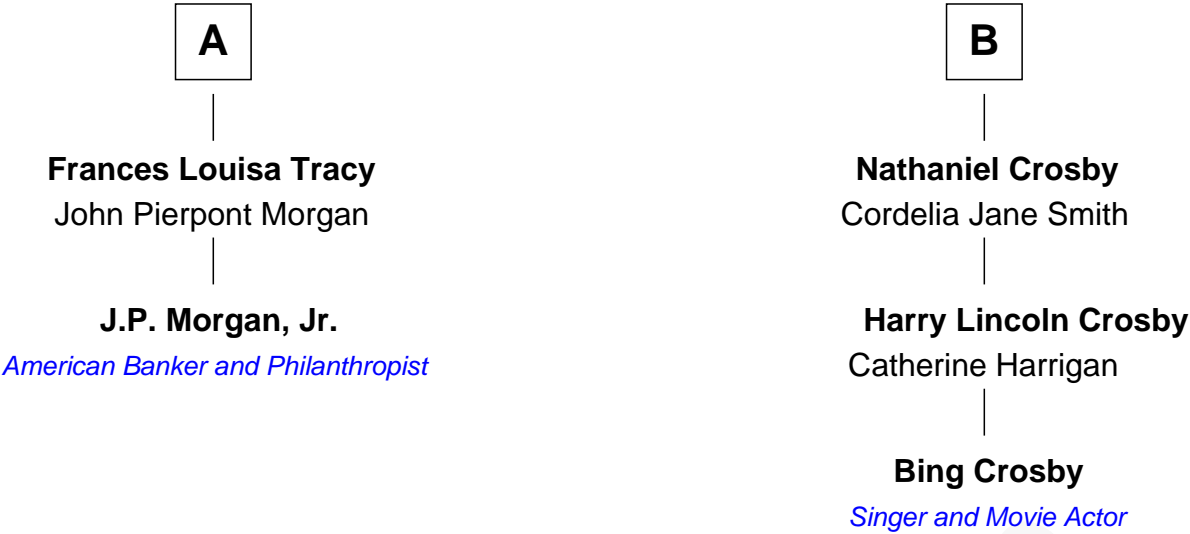 A
Frances Louisa Tracy
John Pierpont Morgan
J.P. Morgan, Jr.
American Banker and Philanthropist
B
Nathaniel Crosby
Cordelia Jane Smith
Harry Lincoln Crosby
Catherine Harrigan
Bing Crosby
Singer and Movie Actor